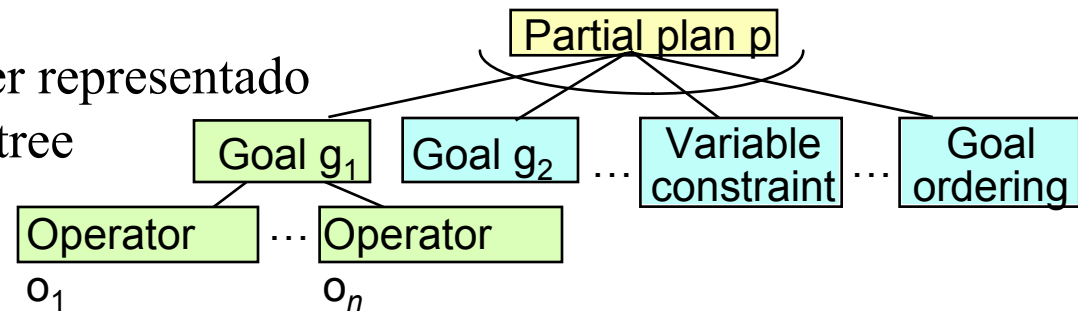 Partial plan p
er representado
tree
Goal g₁
Goal g₂
...
Variable
constraint
...
Goal
ordering
Operator
o₁
...
Operator
oₙ